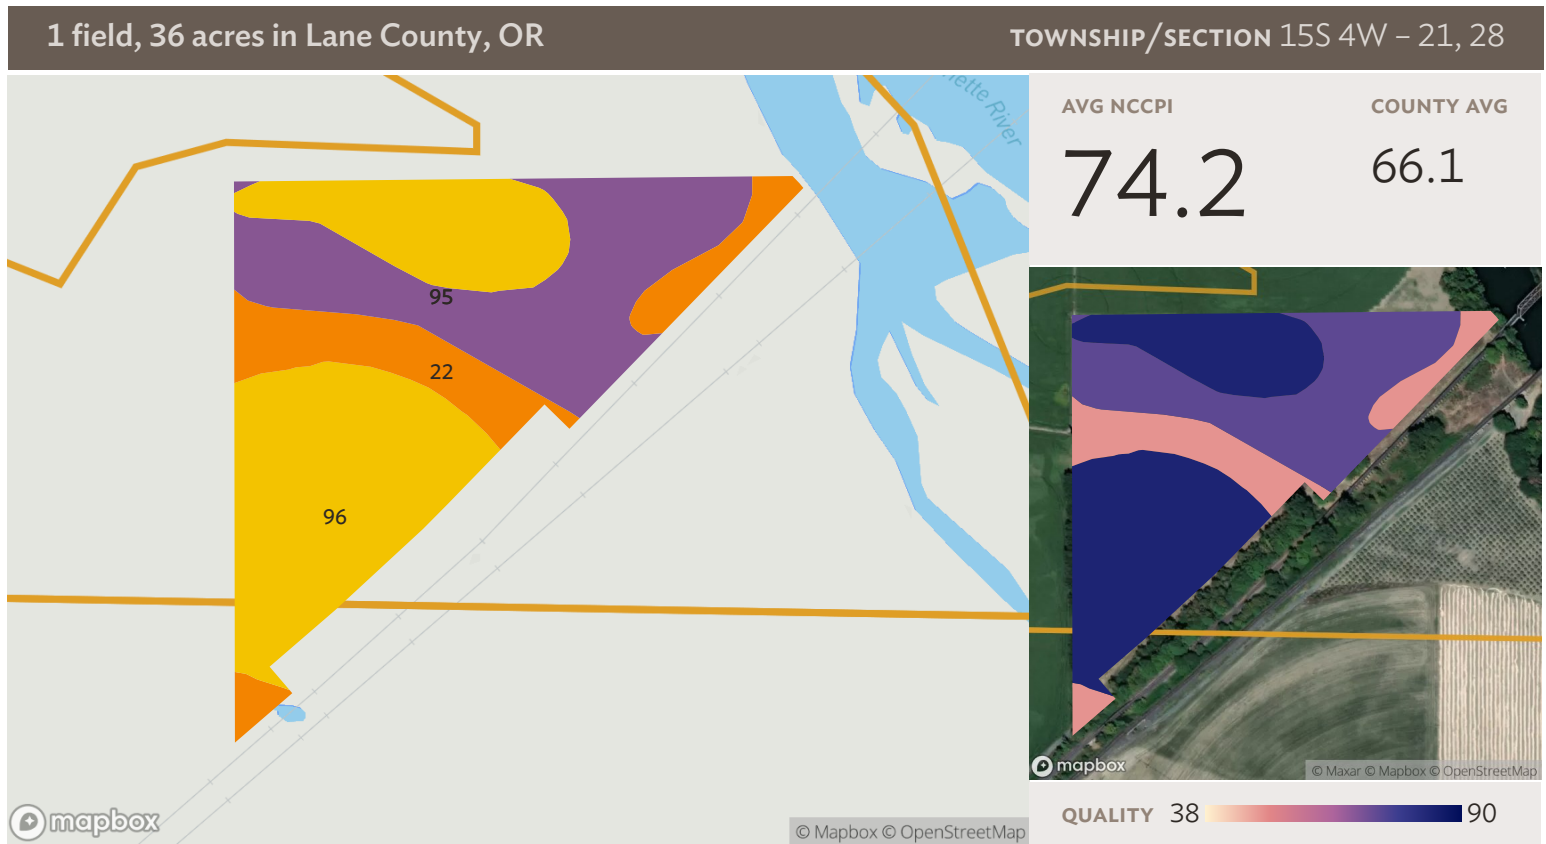 1 field, 36 acres in Lane County, OR
TOWNSHIP/SECTION 15S 4W – 21, 28
River
95
22
96
mapbox
© Mapbox © OpenStreetMap
AVG NCCPI
74.2
COUNTY AVG
66.1
mapbox
© Maxar © Mapbox © OpenStreetMap
QUALITY 38 90